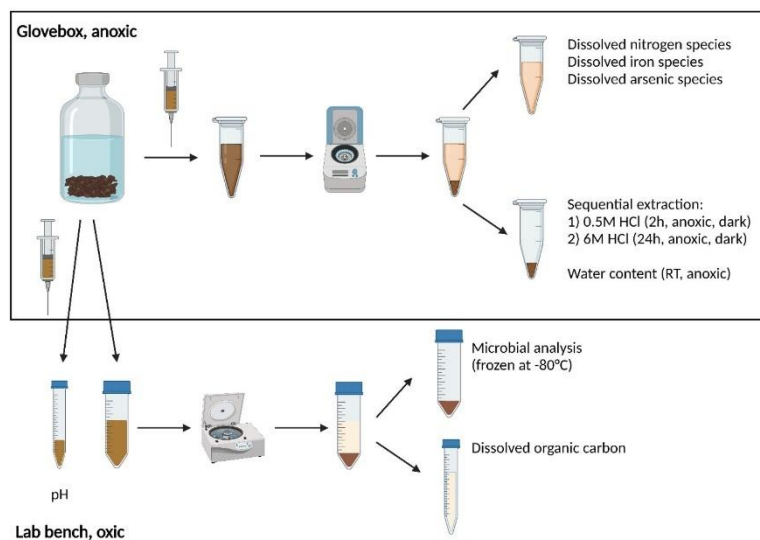 Glovebox, anoxic
Dissolved nitrogen species
Dissolved iron species
Dissolved arsenic species
Sequential extraction:
1) 0.5M HCl (2h, anoxic, dark)
2) 6M HCl (24h, anoxic, dark)
Water content (RT, anoxic)
Microbial analysis
(frozen at -80°C)
Dissolved organic carbon
pH
Lab bench, oxic